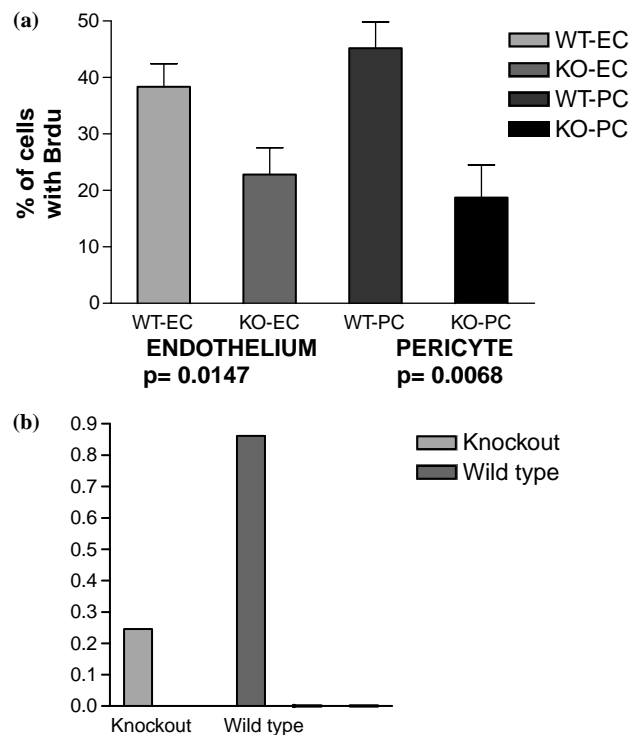 (a)
50
40
30
20
10
0
% of cells
with Brdu
WT-EC
KO-EC
WT-PC
KO-PC
WT-EC KO-EC WT-PC KO-PC
ENDOTHELIUM PERICYTE
p= 0.0147 p= 0.0068
(b)
0.9
0.8
0.7
0.6
0.5
0.4
0.3
0.2
0.1
0.0
Knockout
Wild type
Knockout Wild type